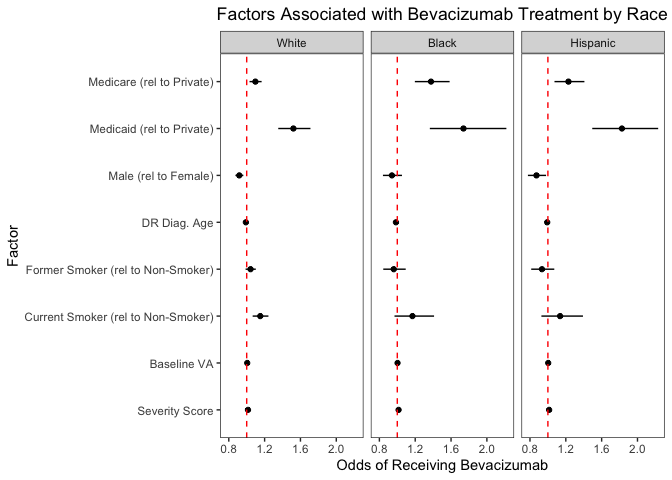 Factors Associated with Bevacizumab Treatment by Race
White Black Hispanic
Factor
Medicare (rel to Private)
Medicaid (rel to Private)
Male (rel to Female)
DR Diag. Age
Former Smoker (rel to Non-Smoker)
Current Smoker (rel to Non-Smoker)
Baseline VA
Severity Score
0.8 1.2 1.6 2.0 0.8 1.2 1.6 2.0 0.8 1.2 1.6 2.0
Odds of Receiving Bevacizumab